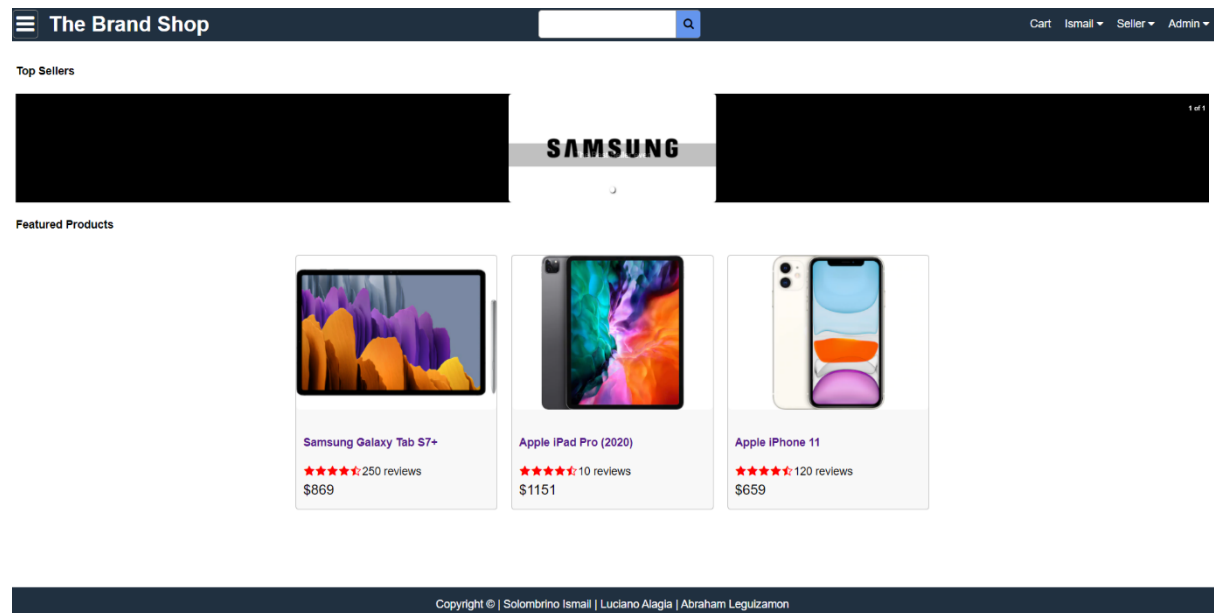 The Brand Shop Cart Ismail Seller Admin
Top Sellers
1 of 1
SAMSUNG
Featured Products
Samsung Galaxy Tab S7+ Apple iPad Pro (2020) Apple iPhone 11
250 reviews 10 reviews 120 reviews
$869 $1151 $659
Copyright © | Solombrino Ismail | Luciano Alagia | Abraham Leguizamon